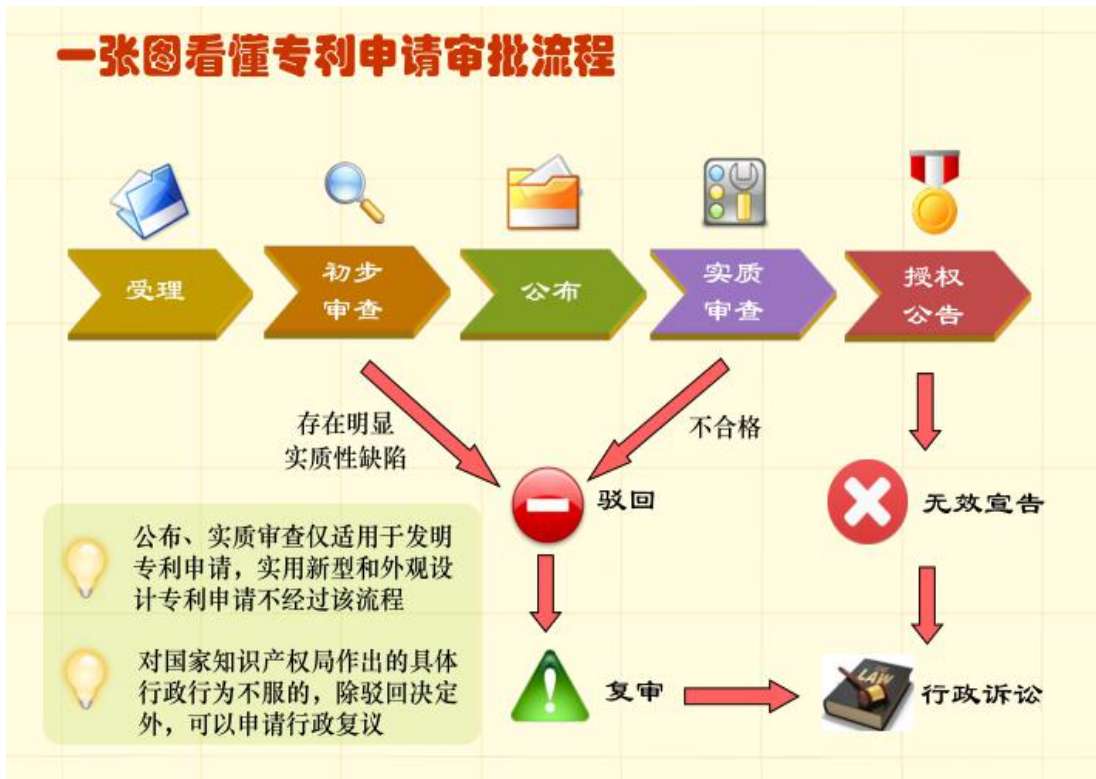 一张图看懂专利申请审批流程
受理
初步
审查
公布
实质
审查
授权
公告
存在明显
实质性缺陷
不合格
驳回
无效宣告
公布、实质审查仅适用于发明
专利申请，实用新型和外观设
计专利申请不经过该流程
对国家知识产权局作出的具体
行政行为不服的，除驳回决定
外，可以申请行政复议
复审
LAW
行政诉讼